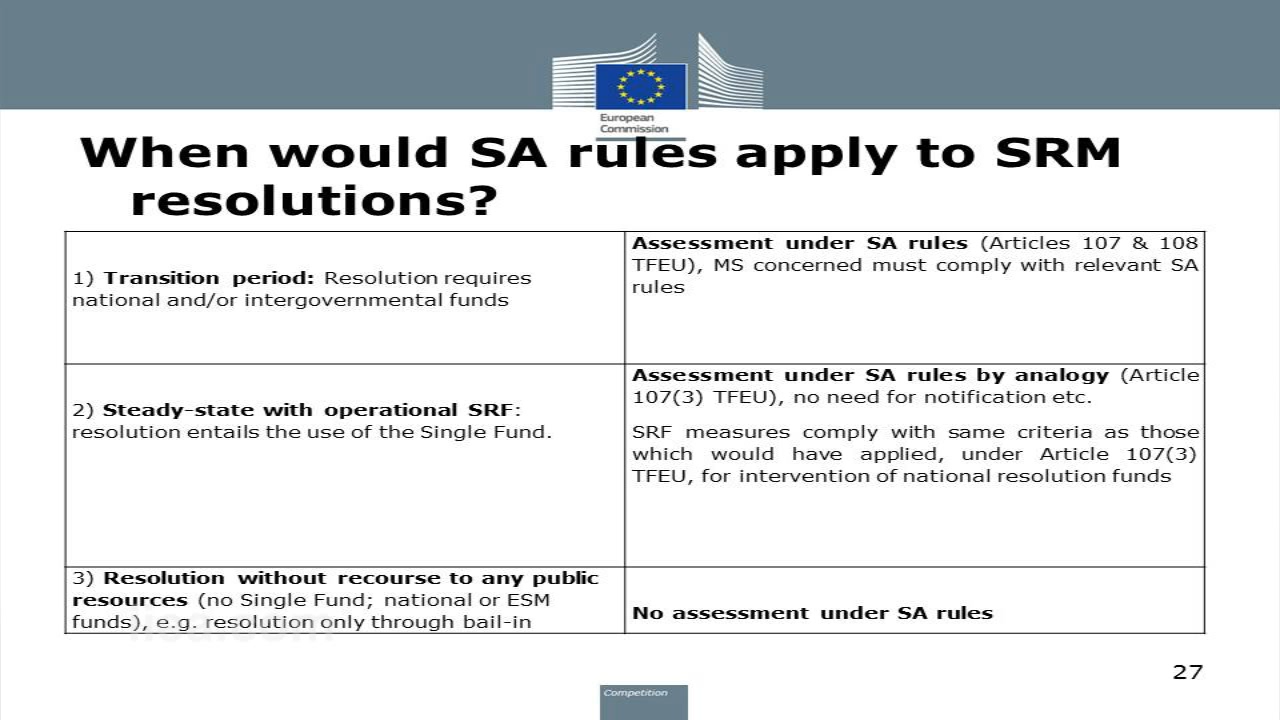 European
Commission
When would SA rules apply to SRM
resolutions?
1) Transition period: Resolution requires
national and/or intergovernmental funds
Assessment under SA rules (Articles 107 & 108
TFEU), MS concerned must comply with relevant SA
rules
2) Steady-state with operational SRF:
resolution entails the use of the Single Fund.
Assessment under SA rules by analogy (Article
107(3) TFEU), no need for notification etc.
SRF measures comply with same criteria as those
which would have applied, under Article 107(3)
TFEU, for intervention of national resolution funds
3) Resolution without recourse to any public
resources (no Single Fund; national or ESM
funds), e.g. resolution only through bail-in
No assessment under SA rules
27
Competition